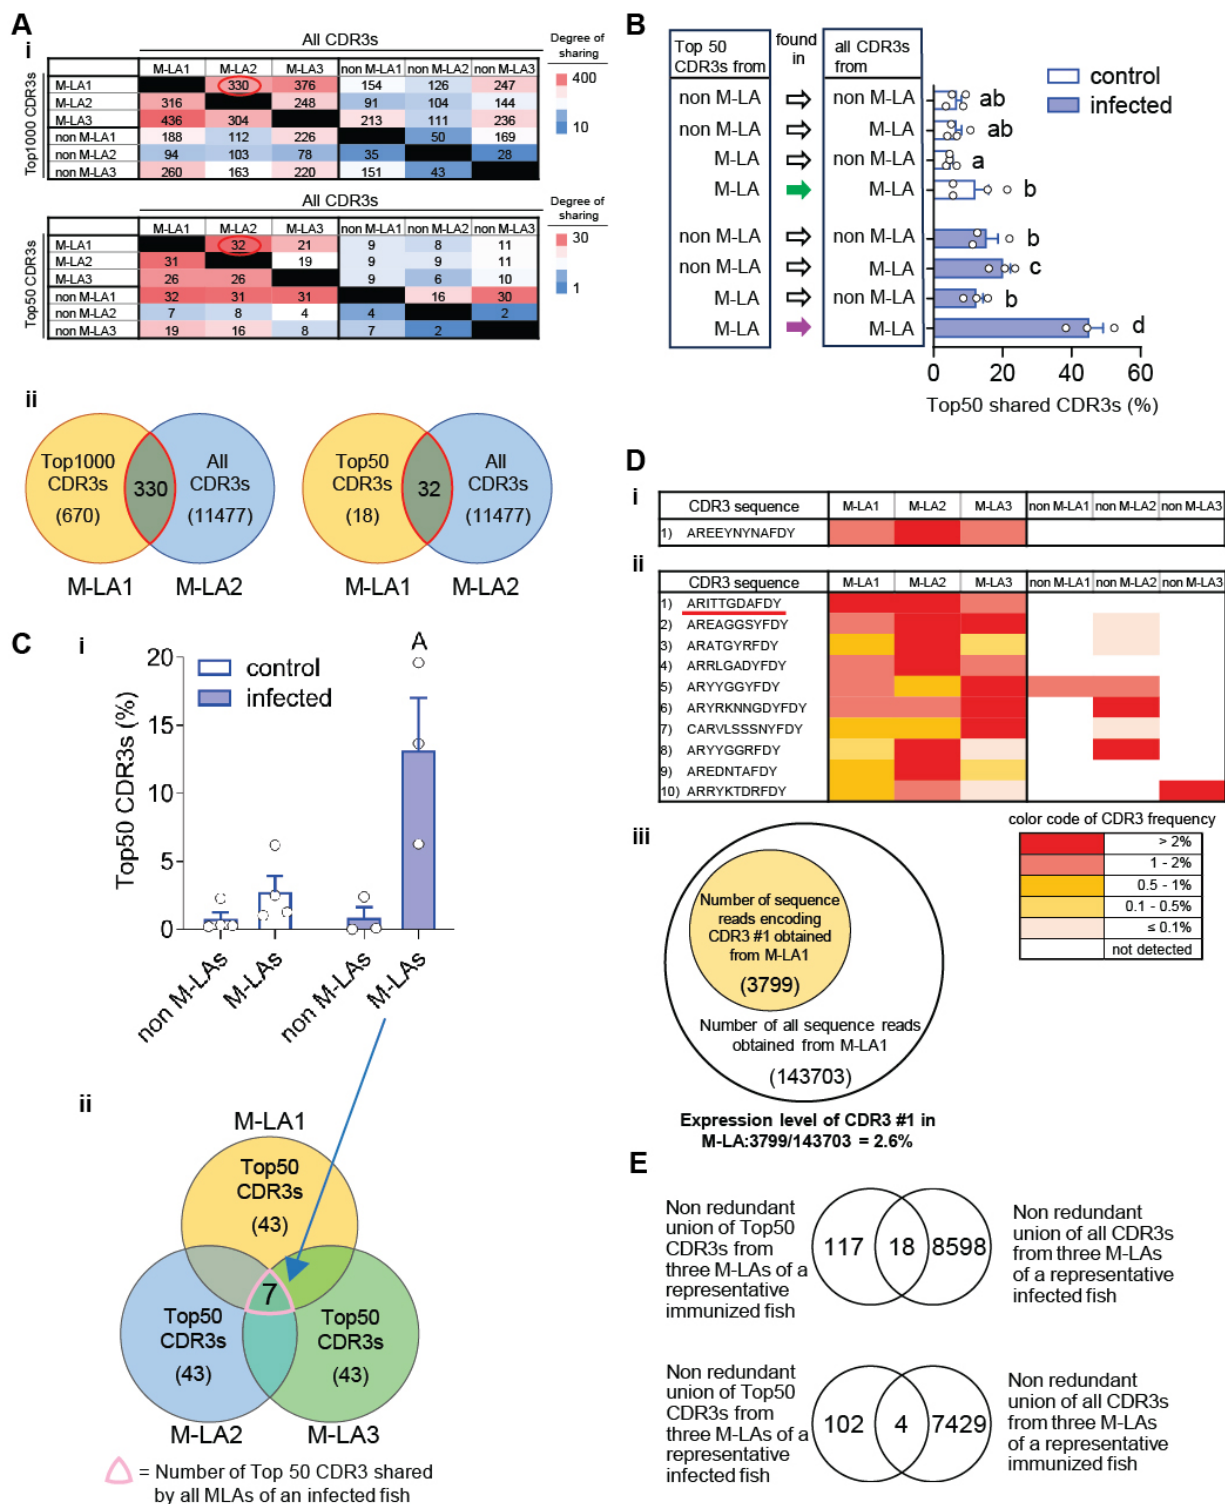 A
i
All CDR3s
Degree of
sharing
400
10
Top1000 CDR3s
M-LA1 M-LA2 M-LA3 non M-LA1 non M-LA2 non M-LA3
M-LA1 330 376 154 126 247
M-LA2 316 248 91 104 144
M-LA3 436 304 213 111 236
non M-LA1 188 112 226 50 169
non M-LA2 94 103 78 35 28
non M-LA3 260 163 220 151 43
All CDR3s
Degree of
sharing
30
1
Top50 CDR3s
M-LA1 M-LA2 M-LA3 non M-LA1 non M-LA2 non M-LA3
M-LA1 32 21 9 8 11
M-LA2 31 19 9 9 11
M-LA3 26 26 9 6 10
non M-LA1 32 31 31 16 30
non M-LA2 7 8 4 4 2
non M-LA3 19 16 8 7 2
ii
Top1000
CDR3s
(670)
330
All
CDR3s
(11477)
M-LA1 M-LA2
Top50
CDR3s
(18)
32
All
CDR3s
(11477)
M-LA1 M-LA2
B
Top 50
CDR3s from
found
in
all CDR3s
from
control
infected
non M-LA non M-LA ab
non M-LA M-LA ab
M-LA non M-LA a
M-LA M-LA b
non M-LA non M-LA b
non M-LA M-LA c
M-LA non M-LA b
M-LA M-LA d
0 20 40 60
Top50 shared CDR3s (%)
C
i
control
infected
A
Top50 CDR3s (%)
20
15
10
5
0
non M-LAs
M-LAs
non M-LAs
M-LAs
ii
M-LA1
Top50
CDR3s
(43)
7
Top50
CDR3s
(43)
Top50
CDR3s
(43)
M-LA2 M-LA3
= Number of Top 50 CDR3 shared
by all MLAs of an infected fish
D
i
CDR3 sequence M-LA1 M-LA2 M-LA3 non M-LA1 non M-LA2 non M-LA3
1) AREEYNYNAFDY
ii
CDR3 sequence M-LA1 M-LA2 M-LA3 non M-LA1 non M-LA2 non M-LA3
1) ARITTGDAFDY
2) AREAGGSYFDY
3) ARATGYRFDY
4) ARRLGADYFDY
5) ARYYGGYFDY
6) ARYRKNNGDYFDY
7) CARVLSSSNYFDY
8) ARYYGGRFDY
9) AREDNTAFDY
10) ARRYKTDRFDY
color code of CDR3 frequency
> 2%
1 - 2%
0.5 - 1%
0.1 - 0.5%
≤ 0.1%
not detected
iii
Number of sequence
reads encoding
CDR3 #1 obtained
from M-LA1
(3799)
Number of all sequence reads
obtained from M-LA1
(143703)
Expression level of CDR3 #1 in
M-LA:3799/143703 = 2.6%
E
Non redundant
union of Top50
CDR3s from
three M-LAs of a
representative
immunized fish
117 18 8598
Non redundant
union of all CDR3s
from three M-LAs
of a representative
infected fish
Non redundant
union of Top50
CDR3s from
three M-LAs of a
representative
infected fish
102 4 7429
Non redundant
union of all CDR3s
from three M-LAs
of a representative
immunized fish